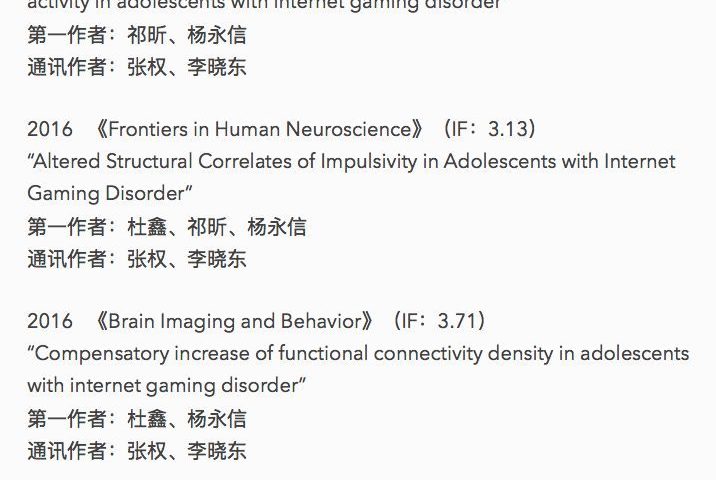 activity in adolescents with internet gaming disorder”
第一作者：祁昕、杨永信
通讯作者：张权、李晓东
2016 《Frontiers in Human Neuroscience》（IF：3.13）
“Altered Structural Correlates of Impulsivity in Adolescents with Internet
Gaming Disorder”
第一作者：杜鑫、祁昕、杨永信
通讯作者：张权、李晓东
2016 《Brain Imaging and Behavior》（IF：3.71）
“Compensatory increase of functional connectivity density in adolescents
with internet gaming disorder”
第一作者：杜鑫、杨永信
通讯作者：张权、李晓东